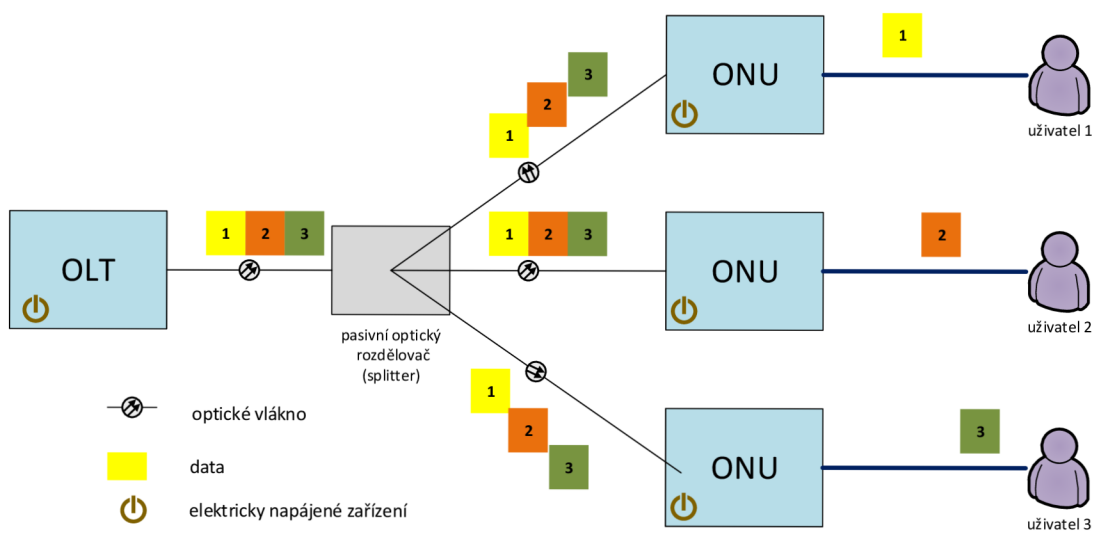 1
3
ONU
2
1
uživatel 1
1 2 3
1 2 3
2
OLT
ONU
pasivní optický
rozdělovač
(splitter)
uživatel 2
1
optické vlákno
2
3
3
data
ONU
elektricky napájené zařízení
uživatel 3